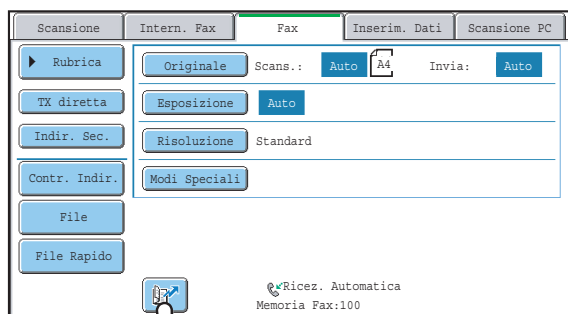 Scansione Intern. Fax Fax Inserim. Dati Scansione PC
Rubrica Originale Scans.: Auto A4 Invia: Auto
TX diretta Esposizione Auto
Indir. Sec. Risoluzione Standard
Contr. Indir. Modi Speciali
File
File Rapido
Ricez. Automatica
Memoria Fax:100